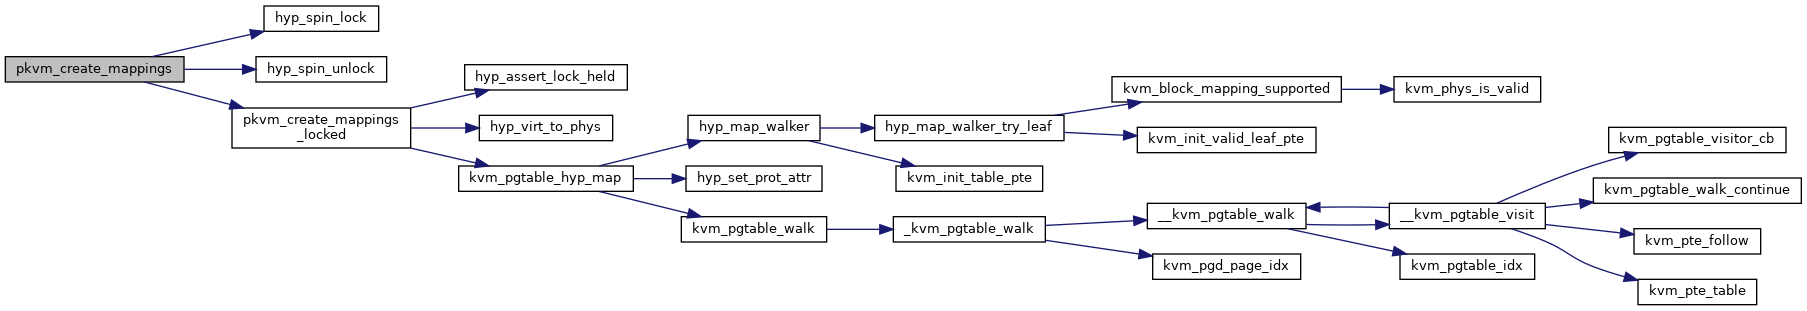 pkvm_create_mappings
hyp_spin_lock
hyp_spin_unlock
pkvm_create_mappings
_locked
hyp_assert_lock_held
hyp_virt_to_phys
kvm_pgtable_hyp_map
hyp_map_walker
hyp_set_prot_attr
kvm_pgtable_walk
hyp_map_walker_try_leaf
kvm_init_table_pte
_kvm_pgtable_walk
kvm_block_mapping_supported
kvm_init_valid_leaf_pte
__kvm_pgtable_walk
kvm_pgd_page_idx
kvm_phys_is_valid
__kvm_pgtable_visit
kvm_pgtable_idx
kvm_pgtable_visitor_cb
kvm_pgtable_walk_continue
kvm_pte_follow
kvm_pte_table